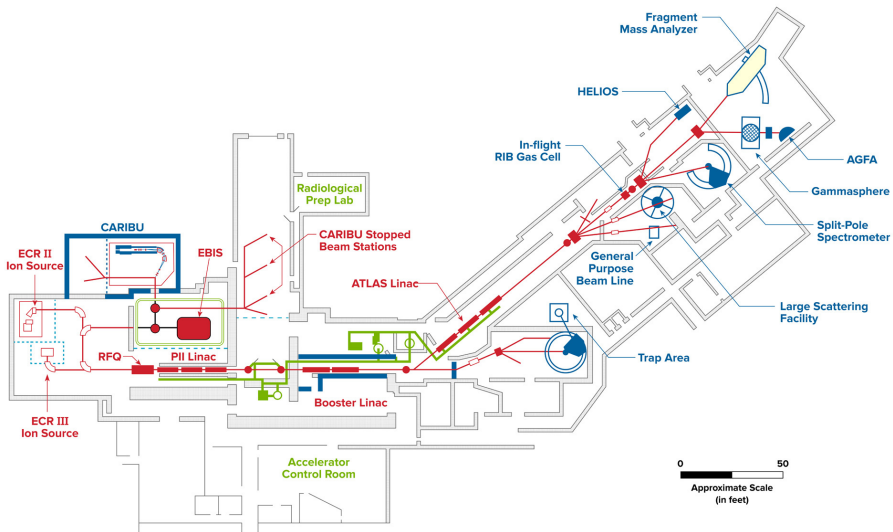 Fragment
Mass Analyzer
HELIOS
In-flight
RIB Gas Cell
AGFA
Gammasphere
Split-Pole
Spectrometer
Radiological
Prep Lab
CARIBU
ECR II
Ion Source
EBIS
CARIBU Stopped
Beam Stations
ATLAS Linac
General
Purpose
Beam Line
Large Scattering
Facility
Trap Area
RFQ
PII Linac
Booster Linac
ECR III
Ion Source
Accelerator
Control Room
0 50
Approximate Scale
(in feet)